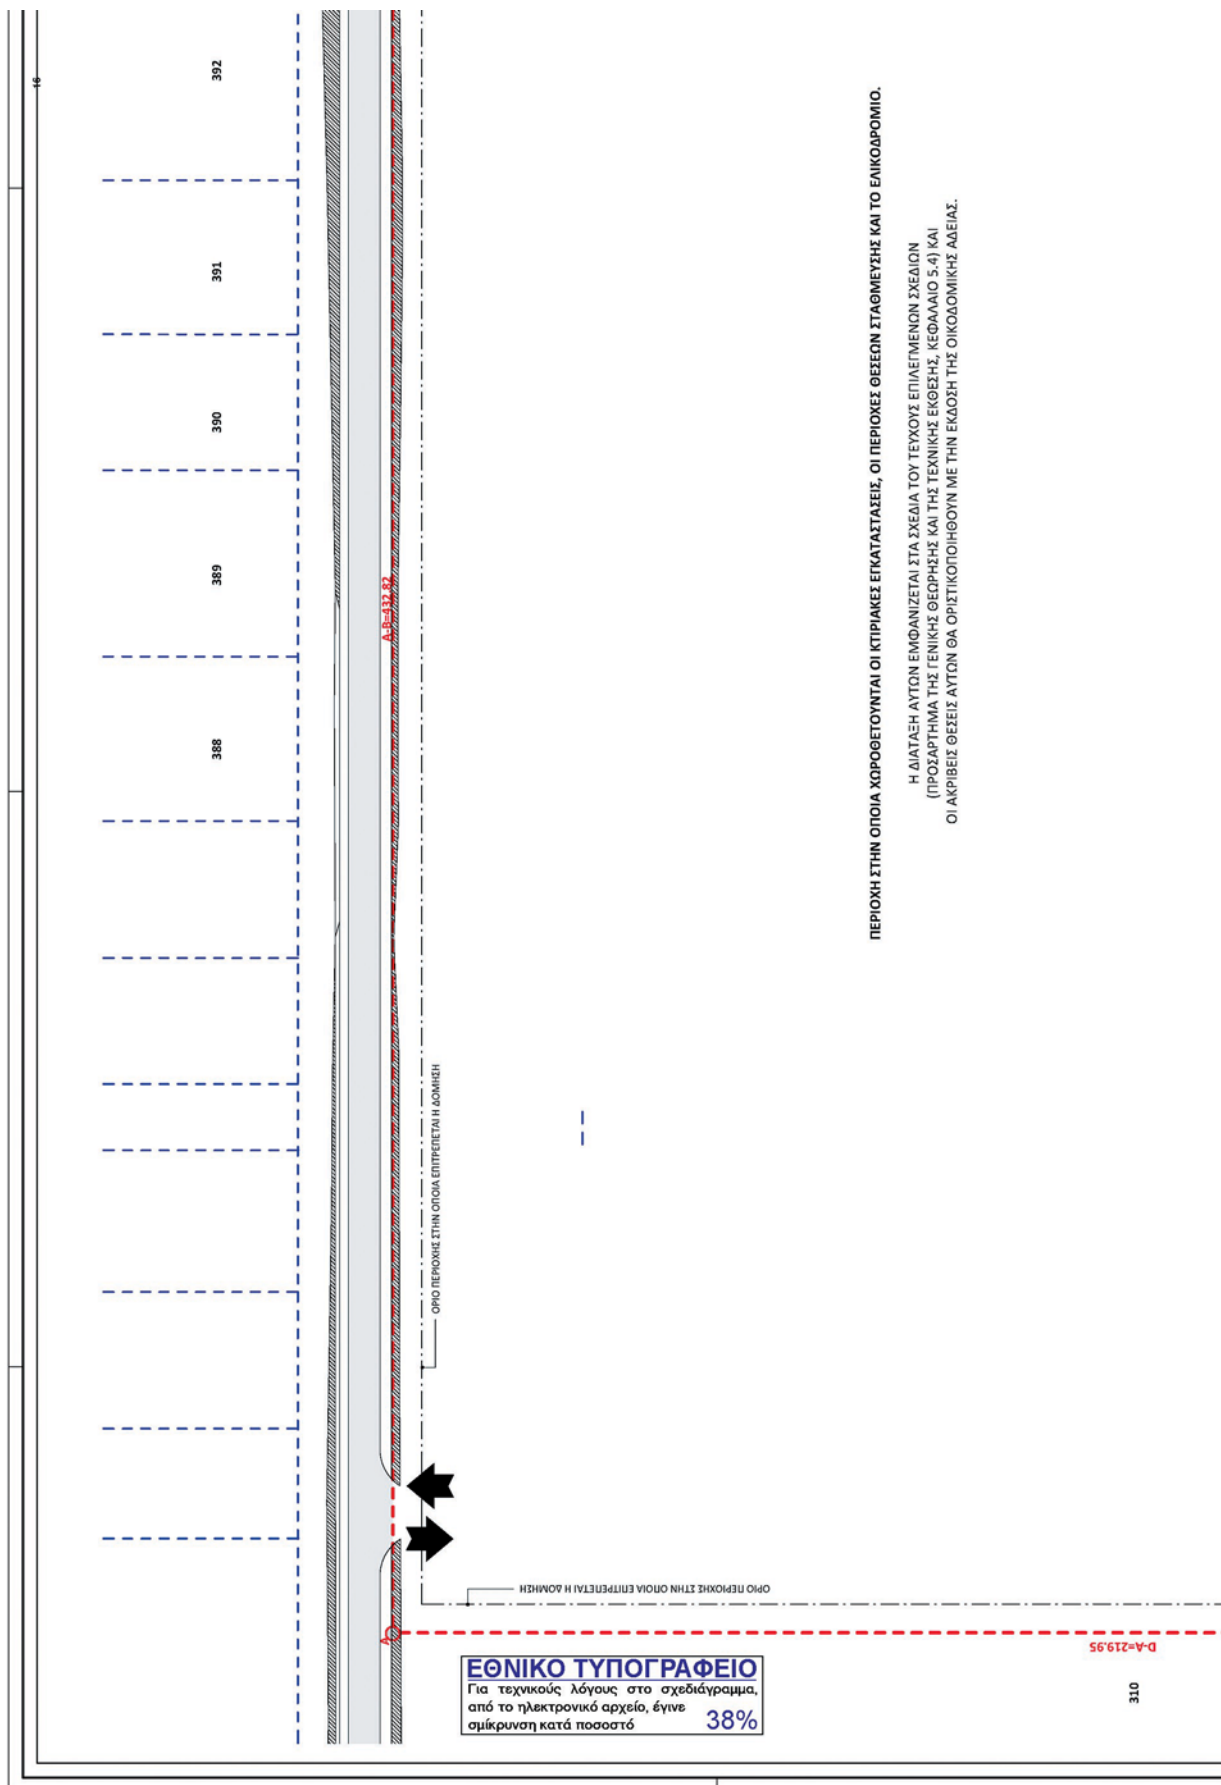 16
392
391
390
389
388
A-B=432.82
ΠΕΡΙΟΧΗ ΣΤΗΝ ΟΠΟΙΑ ΧΩΡΟΘΕΤΟΥΝΤΑΙ ΟΙ ΚΤΙΡΙΑΚΕΣ ΕΓΚΑΤΑΣΤΑΣΕΙΣ, ΟΙ ΠΕΡΙΟΧΕΣ ΘΕΣΕΩΝ ΣΤΑΘΜΕΥΣΗΣ ΚΑΙ ΤΟ ΕΛΙΚΟΔΡΟΜΙΟ.
Η ΔΙΑΤΑΞΗ ΑΥΤΩΝ ΕΜΦΑΝΙΖΕΤΑΙ ΣΤΑ ΣΧΕΔΙΑ ΤΟΥ ΤΕΥΧΟΥΣ ΕΠΙΛΕΓΜΕΝΩΝ ΣΧΕΔΙΩΝ
(ΠΡΟΣΑΡΤΗΜΑ ΤΗΣ ΓΕΝΙΚΗΣ ΘΕΩΡΗΣΗΣ ΚΑΙ ΤΗΣ ΤΕΧΝΙΚΗΣ ΕΚΘΕΣΗΣ, ΚΕΦΑΛΑΙΟ 5.4) ΚΑΙ
ΟΙ ΑΚΡΙΒΕΙΣ ΘΕΣΕΙΣ ΑΥΤΩΝ ΘΑ ΟΡΙΣΤΙΚΟΠΟΙΗΘΟΥΝ ΜΕ ΤΗΝ ΕΚΔΟΣΗ ΤΗΣ ΟΙΚΟΔΟΜΙΚΗΣ ΑΔΕΙΑΣ.
ΟΡΙΟ ΠΕΡΙΟΧΗΣ ΣΤΗΝ ΟΠΟΙΑ ΕΠΙΤΡΕΠΕΤΑΙ Η ΔΟΜΗΣΗ
ΟΡΙΟ ΠΕΡΙΟΧΗΣ ΣΤΗΝ ΟΠΟΙΑ ΕΠΙΤΡΕΠΕΤΑΙ Η ΔΟΜΗΣΗ
A
D-A=219.95
310
ΕΘΝΙΚΟ ΤΥΠΟΓΡΑΦΕΙΟ
Για τεχνικούς λόγους στο σχεδιάγραμμα,
από το ηλεκτρονικό αρχείο, έγινε
σμίκρυνση κατά ποσοστό 38%